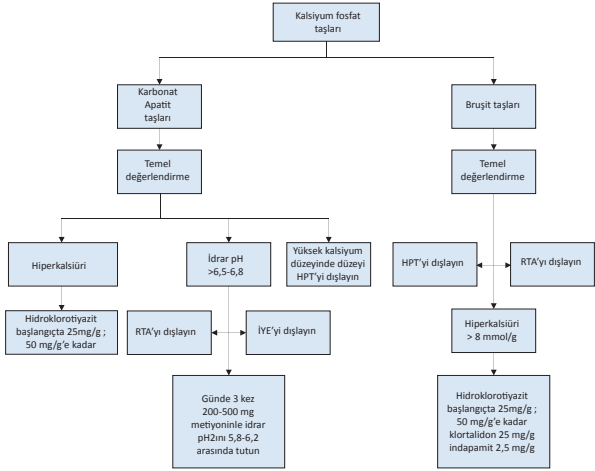 Kalsiyum fosfat
taşları
Karbonat
Apatit
taşları
Bruşit taşları
Temel
değerlendirme
Temel
değerlendirme
Hiperkalsiüri
İdrar pH
>6,5-6,8
Yüksek kalsiyum
düzeyinde düzeyi
HPT'yi dışlayın
HPT'yi dışlayın
RTA'yı dışlayın
Hidroklorotiyazit
başlangıçta 25mg/g ;
50 mg/g'e kadar
RTA'yı dışlayın
İYE'yi dışlayın
Hiperkalsiüri
> 8 mmol/g
Günde 3 kez
200-500 mg
metiyoninle idrar
pH2ını 5,8-6,2
arasında tutun
Hidroklorotiyazit
başlangıçta 25mg/g ;
50 mg/g'e kadar
klortalidon 25 mg/g
indapamit 2,5 mg/g